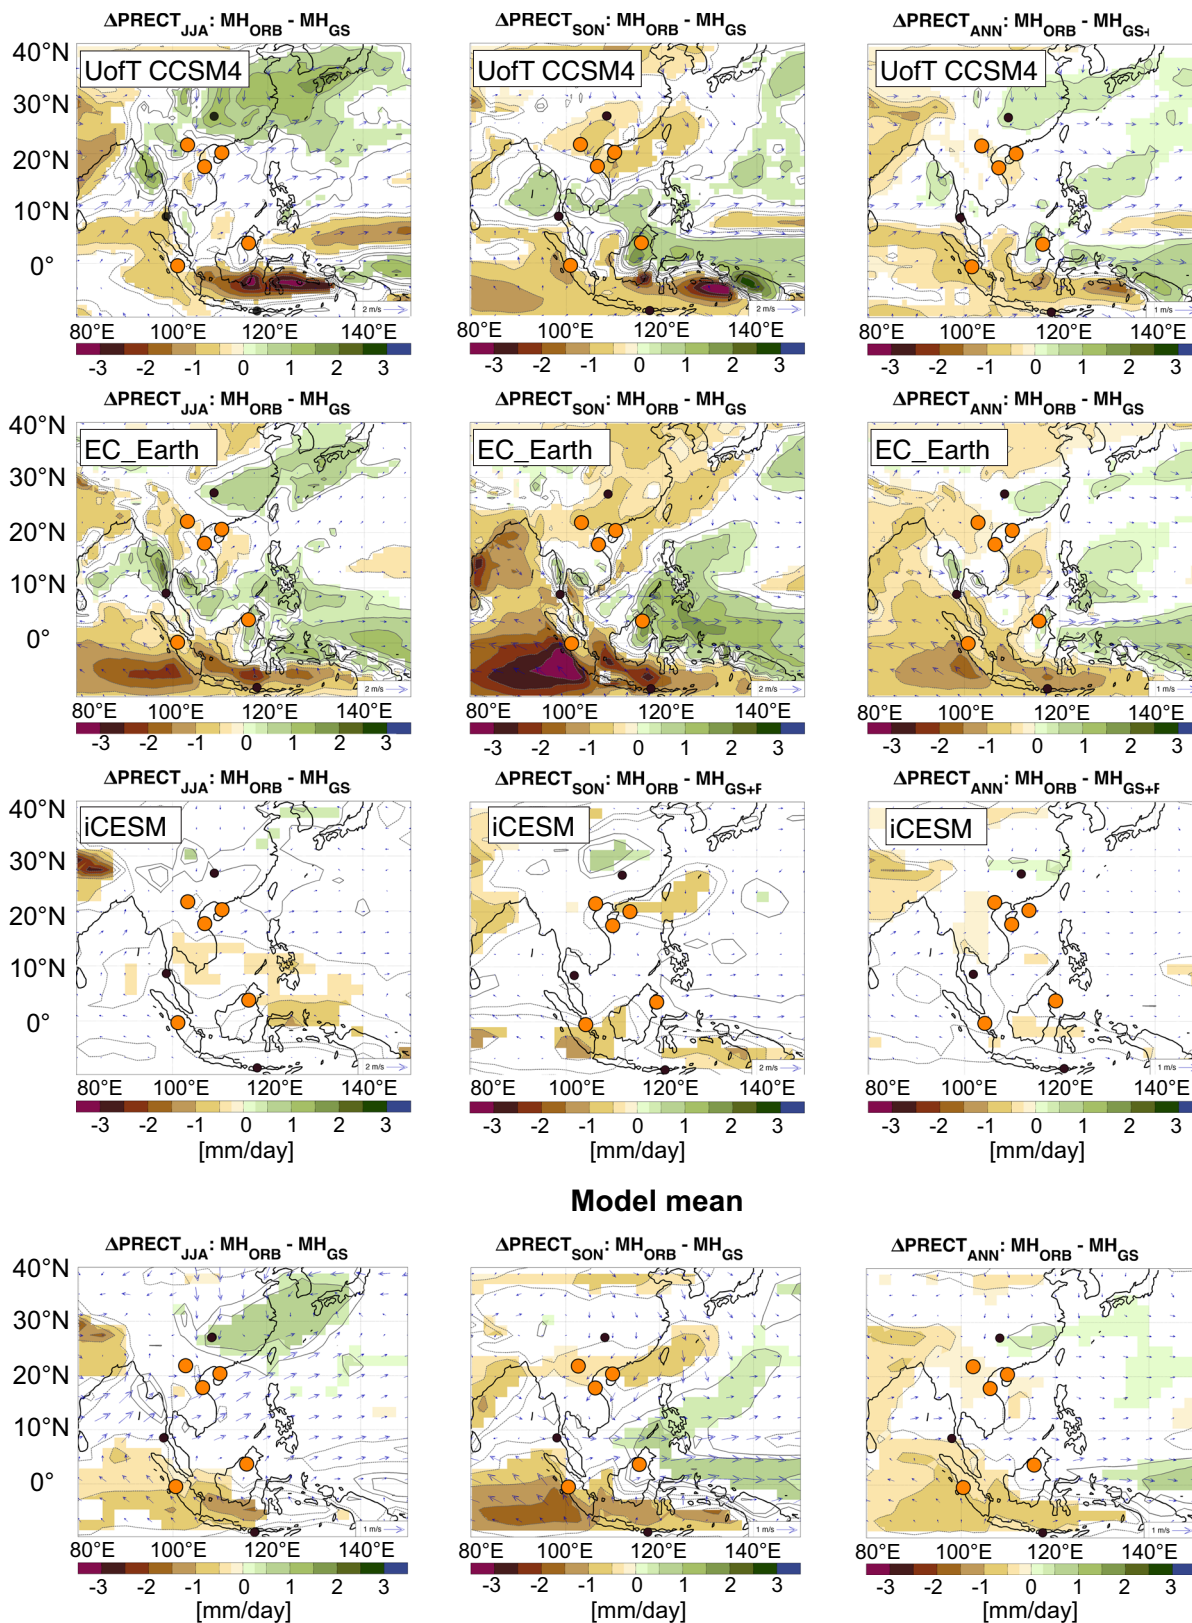 ΔPRECT_JJA: MH_ORB - MH_GS ΔPRECT_SON: MH_ORB - MH_GS ΔPRECT_ANN: MH_ORB - MH_GS+
40°N UofT CCSM4 UofT CCSM4 UofT CCSM4
30°N
20°N
10°N
0°
2 m/s 2 m/s 1 m/s
80°E 100°E 120°E 140°E 80°E 100°E 120°E 140°E 80°E 100°E 120°E 140°E
-3 -2 -1 0 1 2 3 -3 -2 -1 0 1 2 3 -3 -2 -1 0 1 2 3
ΔPRECT_JJA: MH_ORB - MH_GS ΔPRECT_SON: MH_ORB - MH_GS ΔPRECT_ANN: MH_ORB - MH_GS
40°N EC_Earth EC_Earth EC_Earth
30°N
20°N
10°N
0°
2 m/s 2 m/s 1 m/s
80°E 100°E 120°E 140°E 80°E 100°E 120°E 140°E 80°E 100°E 120°E 140°E
-3 -2 -1 0 1 2 3 -3 -2 -1 0 1 2 3 -3 -2 -1 0 1 2 3
ΔPRECT_JJA: MH_ORB - MH_GS ΔPRECT_SON: MH_ORB - MH_GS+F ΔPRECT_ANN: MH_ORB - MH_GS+F
40°N iCESM iCESM iCESM
30°N
20°N
10°N
0°
2 m/s 2 m/s 1 m/s
80°E 100°E 120°E 140°E 80°E 100°E 120°E 140°E 80°E 100°E 120°E 140°E
-3 -2 -1 0 1 2 3 -3 -2 -1 0 1 2 3 -3 -2 -1 0 1 2 3
[mm/day] [mm/day] [mm/day]
Model mean
ΔPRECT_JJA: MH_ORB - MH_GS ΔPRECT_SON: MH_ORB - MH_GS ΔPRECT_ANN: MH_ORB - MH_GS
40°N
30°N
20°N
10°N
0°
1 m/s 1 m/s 1 m/s
80°E 100°E 120°E 140°E 80°E 100°E 120°E 140°E 80°E 100°E 120°E 140°E
-3 -2 -1 0 1 2 3 -3 -2 -1 0 1 2 3 -3 -2 -1 0 1 2 3
[mm/day] [mm/day] [mm/day]